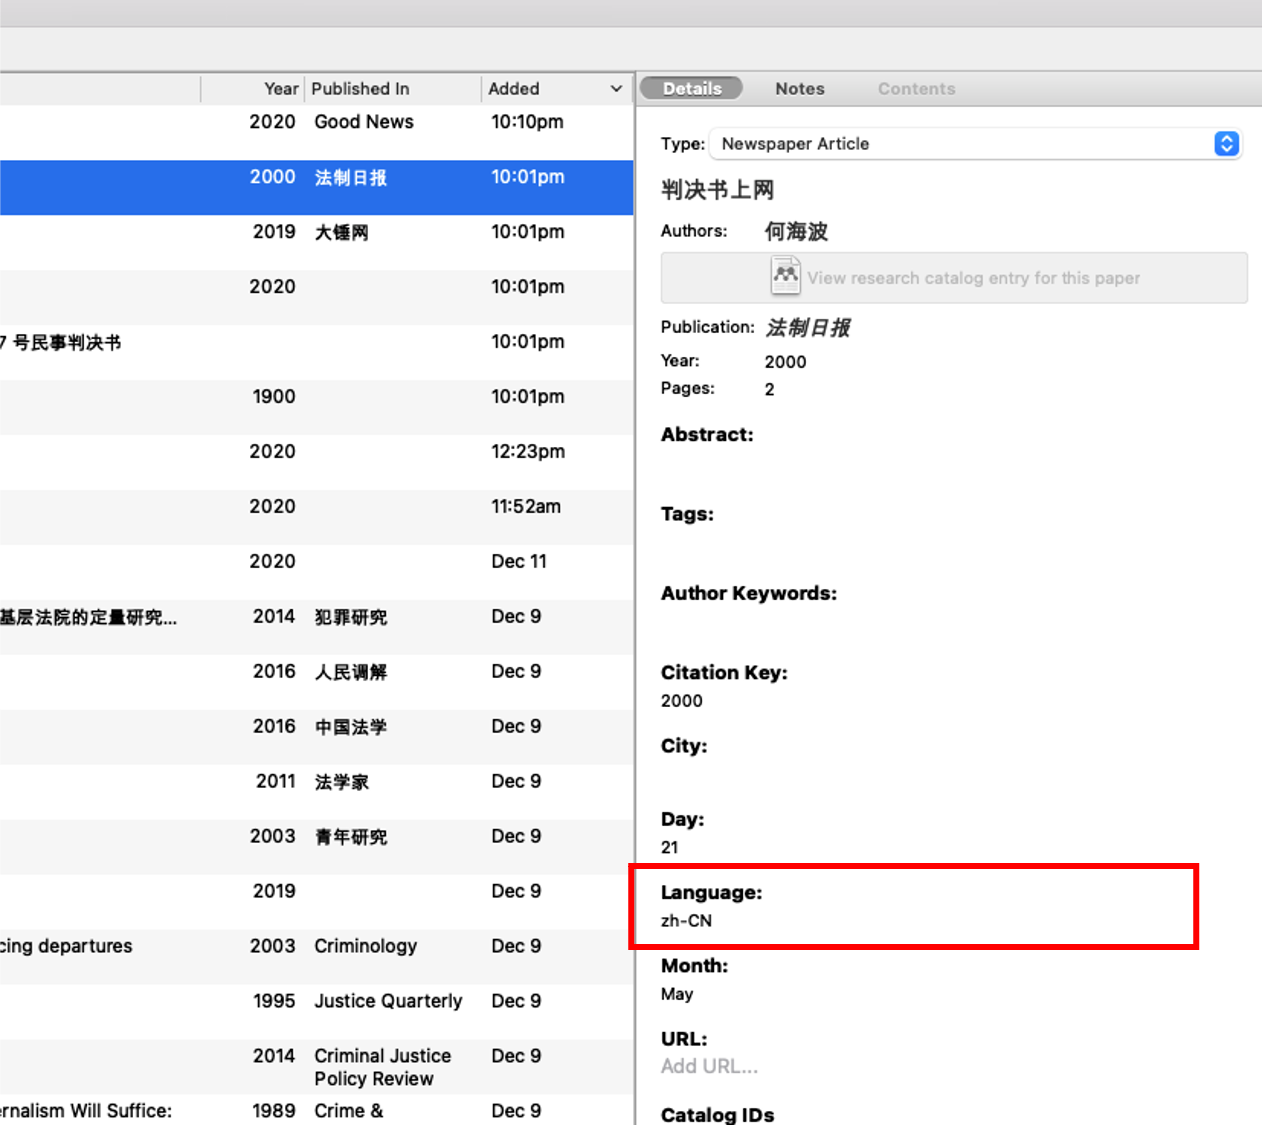 Year Published In Added
2020 Good News 10:10pm
2000 法制日报 10:01pm
2019 大锤网 10:01pm
2020 10:01pm
7 号民事判决书 10:01pm
1900 10:01pm
2020 12:23pm
2020 11:52am
2020 Dec 11
基层法院的定量研究... 2014 犯罪研究 Dec 9
2016 人民调解 Dec 9
2016 中国法学 Dec 9
2011 法学家 Dec 9
2003 青年研究 Dec 9
2019 Dec 9
cing departures 2003 Criminology Dec 9
1995 Justice Quarterly Dec 9
2014 Criminal Justice Dec 9
Policy Review
ernalism Will Suffice: 1989 Crime & Dec 9
Details Notes Contents
Type: Newspaper Article
判决书上网
Authors: 何海波
View research catalog entry for this paper
Publication: 法制日报
Year: 2000
Pages: 2
Abstract:
Tags:
Author Keywords:
Citation Key:
2000
City:
Day:
21
Language:
zh-CN
Month:
May
URL:
Add URL...
Catalog IDs